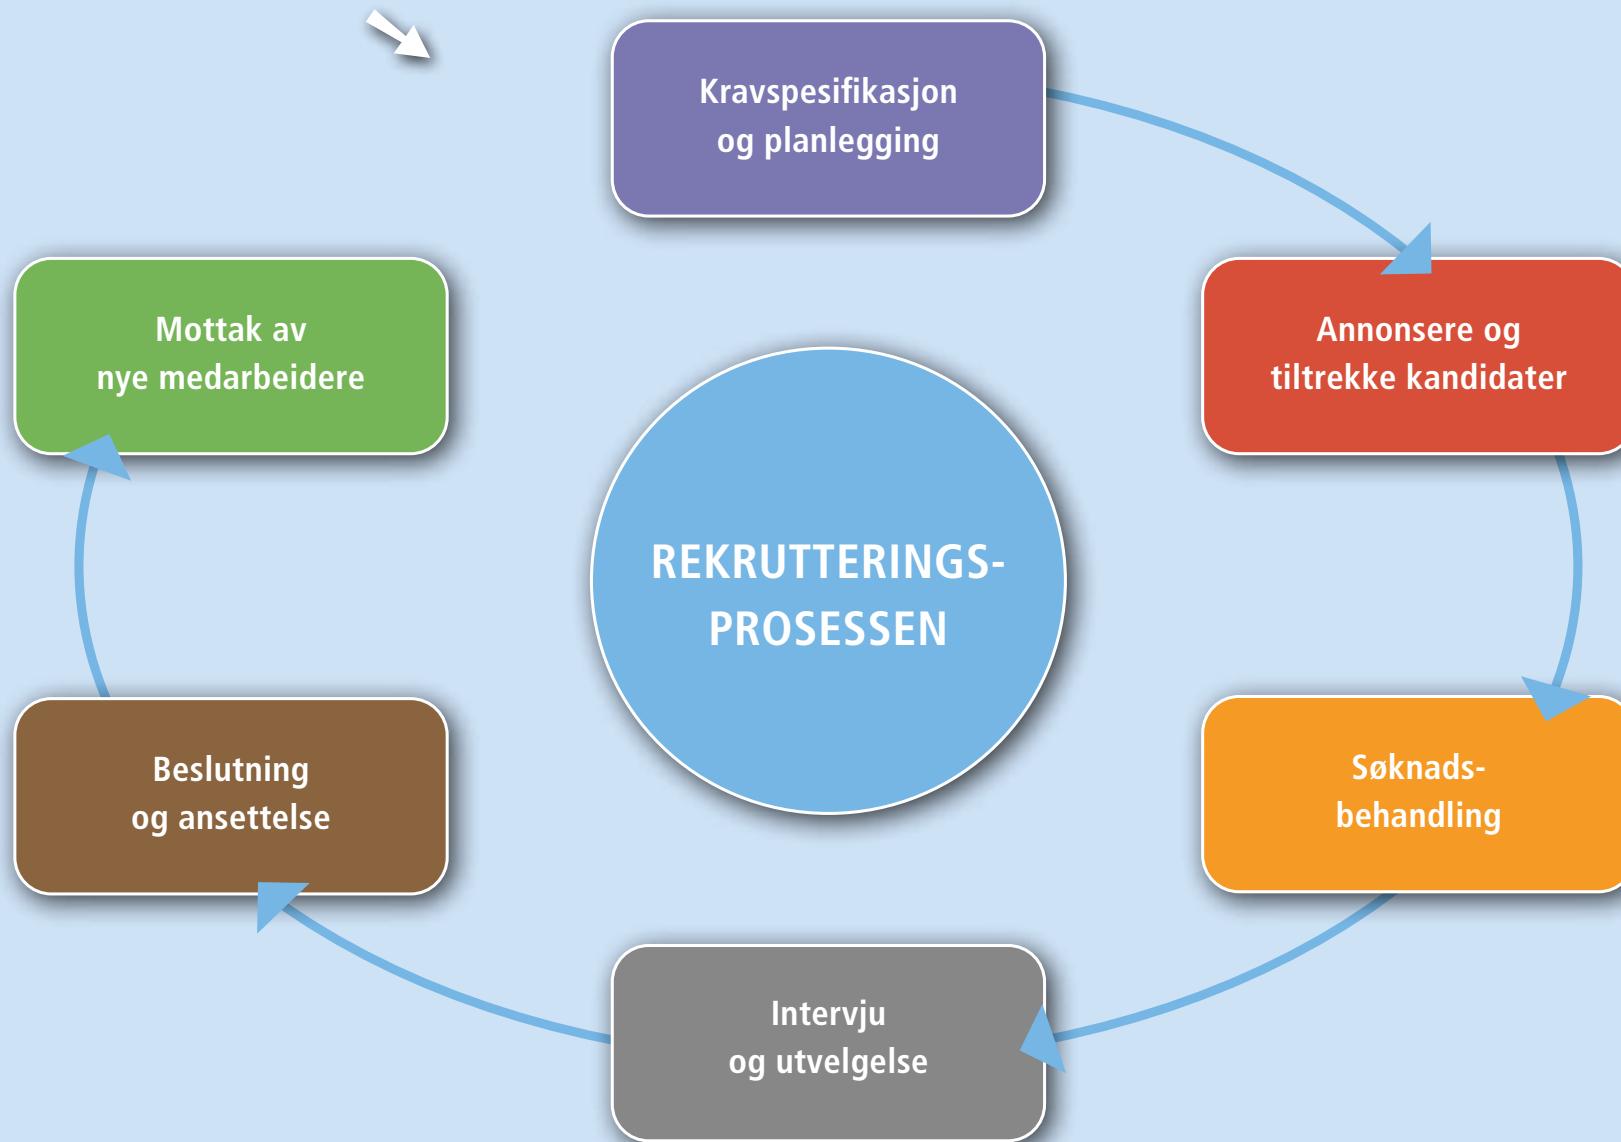 Kravspesifikasjon
og planlegging
Annonsere og
tiltrekke kandidater
Søknads-
behandling
Intervju
og utvelgelse
Beslutning
og ansettelse
Mottak av
nye medarbeidere
REKRUTTERINGS-
PROSESSEN